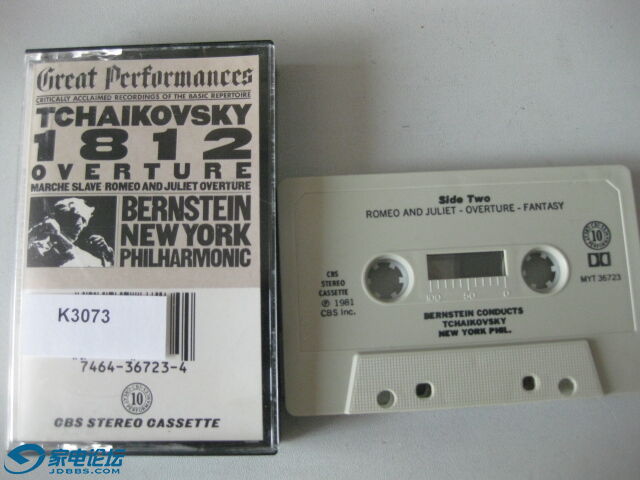 Great Performances
CRITICALLY ACCLAIMED RECORDINGS OF THE BASIC REPERTOIRE
TCHAIKOVSKY
1812
OVERTURE
MARCHE SLAVE ROMEO AND JULIET OVERTURE
BERNSTEIN
NEW YORK
PHILHARMONIC
K3073
7464-36723-4
10
CBS STEREO CASSETTE
Side Two
ROMEO AND JULIET - OVERTURE - FANTASY
10
CBS
STEREO
CASSETTE
℗ 1981
CBS Inc.
100 50 0
MYT 36723
BERNSTEIN CONDUCTS
TCHAIKOVSKY
NEW YORK PHIL.
家电论坛
JDBBS.COM